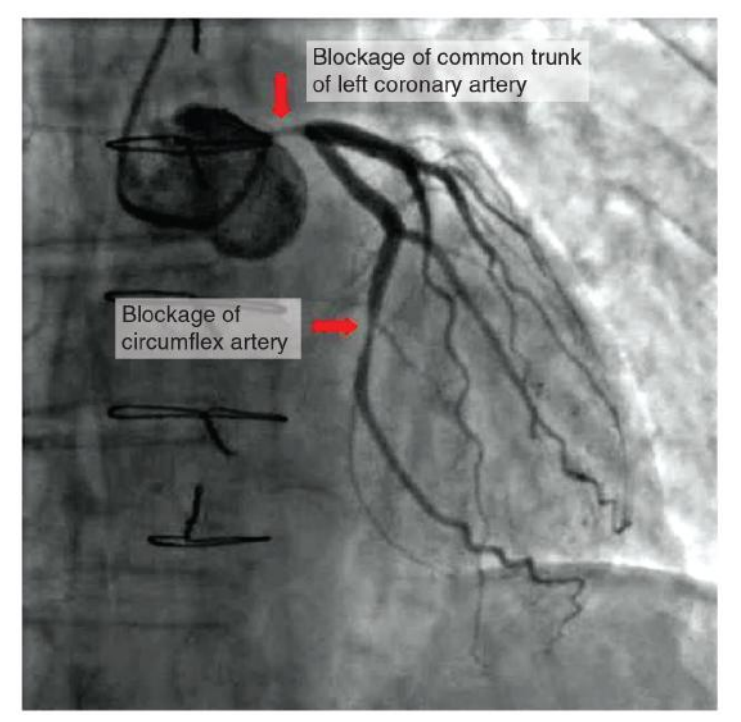 Blockage of common trunk
of left coronary artery
Blockage of
circumflex artery